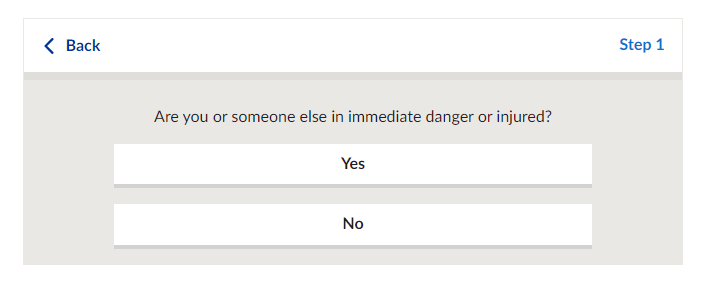 Back
Step 1
Are you or someone else in immediate danger or injured?
Yes
No